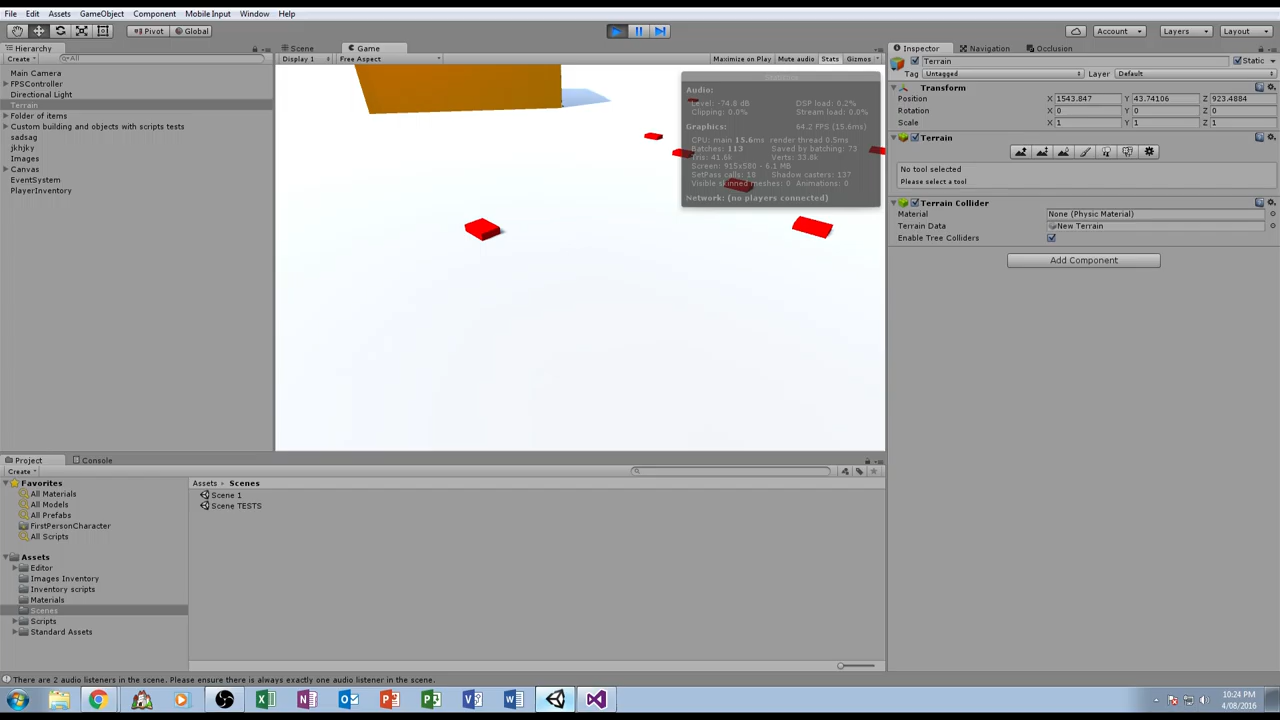 File Edit Assets GameObject Component Mobile Input Window Help
Pivot Global Account Layers Layout
Hierarchy
Create All
Main Camera
FPSController
Directional Light
Terrain
Folder of items
Custom building and objects with scripts tests
sadsag
jkhjky
Images
Canvas
EventSystem
PlayerInventory
Scene Game
Display 1 Free Aspect Maximize on Play Mute audio Stats Gizmos
Audio:
Level: -74.8 dB DSP load: 0.2%
Clipping: 0.0% Stream load: 0.0%
Graphics: 64.2 FPS (15.6ms)
CPU: main 15.6ms render thread 0.5ms
Batches: 113 Saved by batching: 73
Tris: 41.6k Verts: 33.8k
Screen: 915x580 - 6.1 MB
SetPass calls: 18 Shadow casters: 137
Visible skinned meshes: 0 Animations: 0
Network: (no players connected)
Inspector Navigation Occlusion
Terrain Static
Tag Untagged Layer Default
Transform
Position X 1543.847 Y 43.74106 Z 923.4884
Rotation X 0 Y 0 Z 0
Scale X 1 Y 1 Z 1
Terrain
No tool selected
Please select a tool
Terrain Collider
Material None (Physic Material)
Terrain Data New Terrain
Enable Tree Colliders
Add Component
Project Console
Create
Favorites
All Materials
All Models
All Prefabs
FirstPersonCharacter
All Scripts
Assets
Editor
Images Inventory
Inventory scripts
Materials
Scenes
Scripts
Standard Assets
Assets Scenes
Scene 1
Scene TESTS
There are 2 audio listeners in the scene. Please ensure there is always exactly one audio listener in the scene.
10:24 PM
4/08/2016